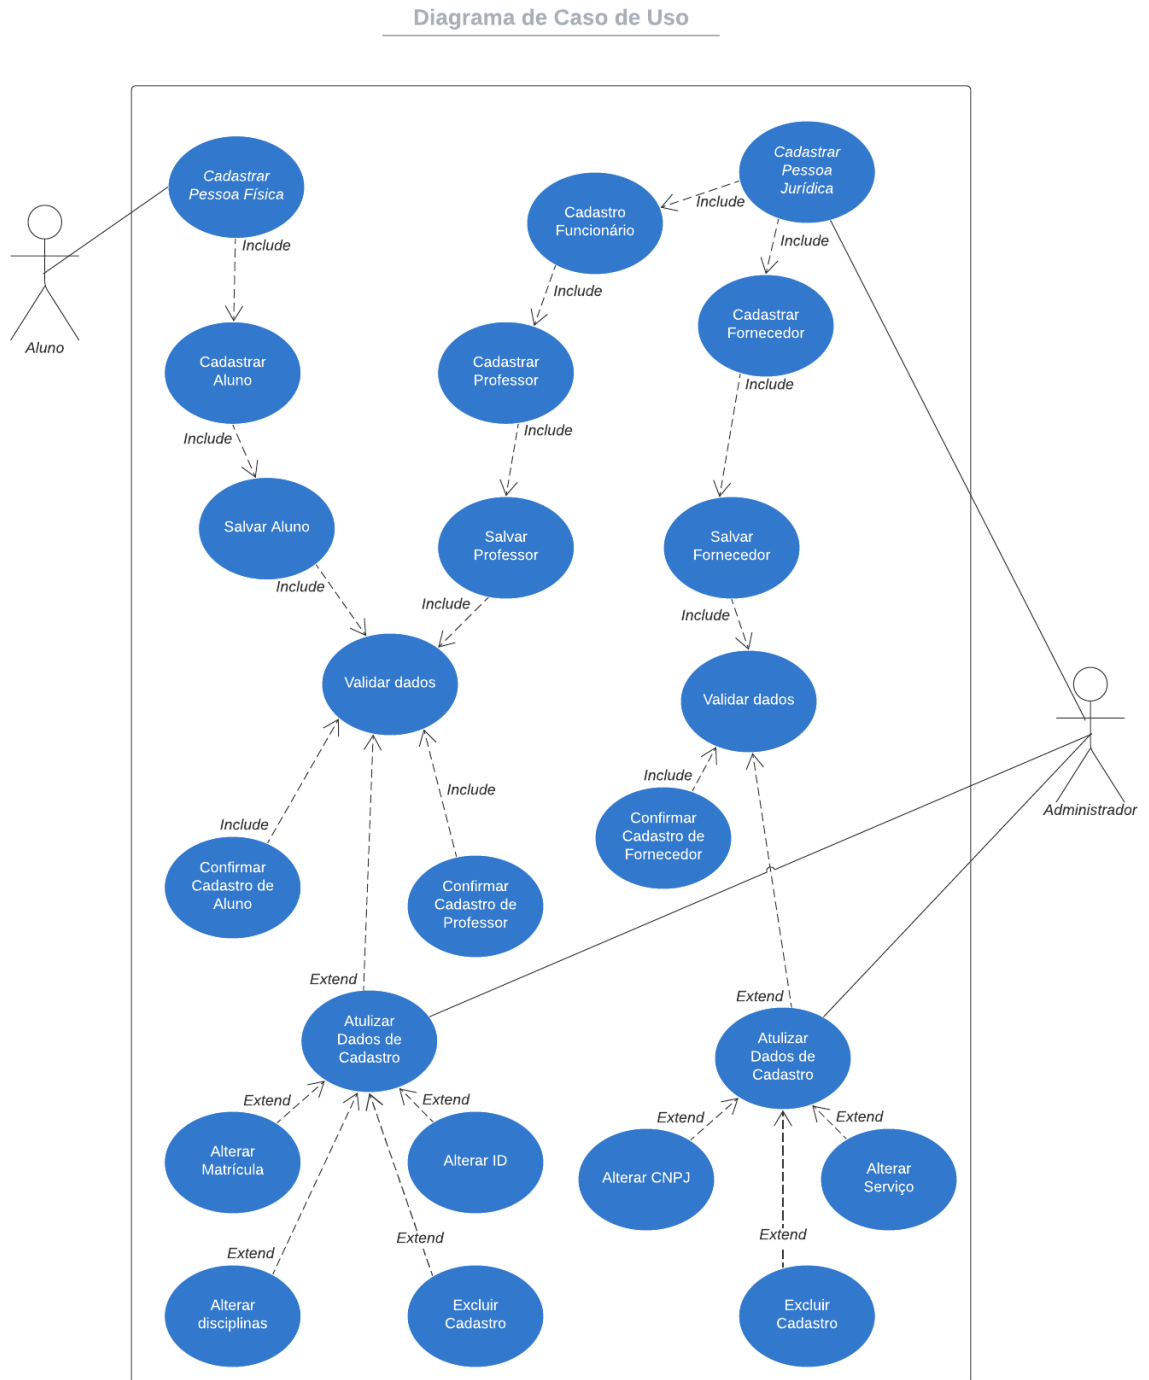 Diagrama de Caso de Uso
Cadastrar
Pessoa
Jurídica
Cadastrar
Pessoa Física
Include
Cadastro
Funcionário
Include
Include
Include
Cadastrar
Fornecedor
Aluno
Cadastrar
Aluno
Cadastrar
Professor
Include
Include
Include
Salvar Aluno
Salvar
Professor
Salvar
Fornecedor
Include
Include
Include
Validar dados
Validar dados
Include
Include
Include
Administrador
Confirmar
Cadastro de
Fornecedor
Confirmar
Cadastro de
Aluno
Confirmar
Cadastro de
Professor
Extend
Extend
Atulizar
Dados de
Cadastro
Atulizar
Dados de
Cadastro
Extend
Extend
Extend
Extend
Alterar
Matrícula
Alterar ID
Alterar CNPJ
Alterar
Serviço
Extend
Extend
Extend
Alterar
disciplinas
Excluir
Cadastro
Excluir
Cadastro